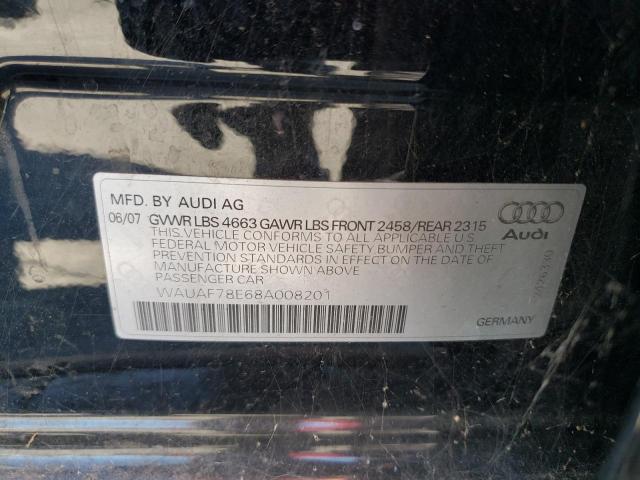 MFD. BY AUDI AG
06/07 GVWR LBS 4663 GAWR LBS FRONT 2458/REAR 2315
THIS VEHICLE CONFORMS TO ALL APPLICABLE U.S.
FEDERAL MOTOR VEHICLE SAFETY BUMPER AND THEFT
PREVENTION STANDARDS IN EFFECT ON THE DATE OF
MANUFACTURE SHOWN ABOVE
PASSENGER CAR
WAUAF78E68A008201
Audi
GERMANY